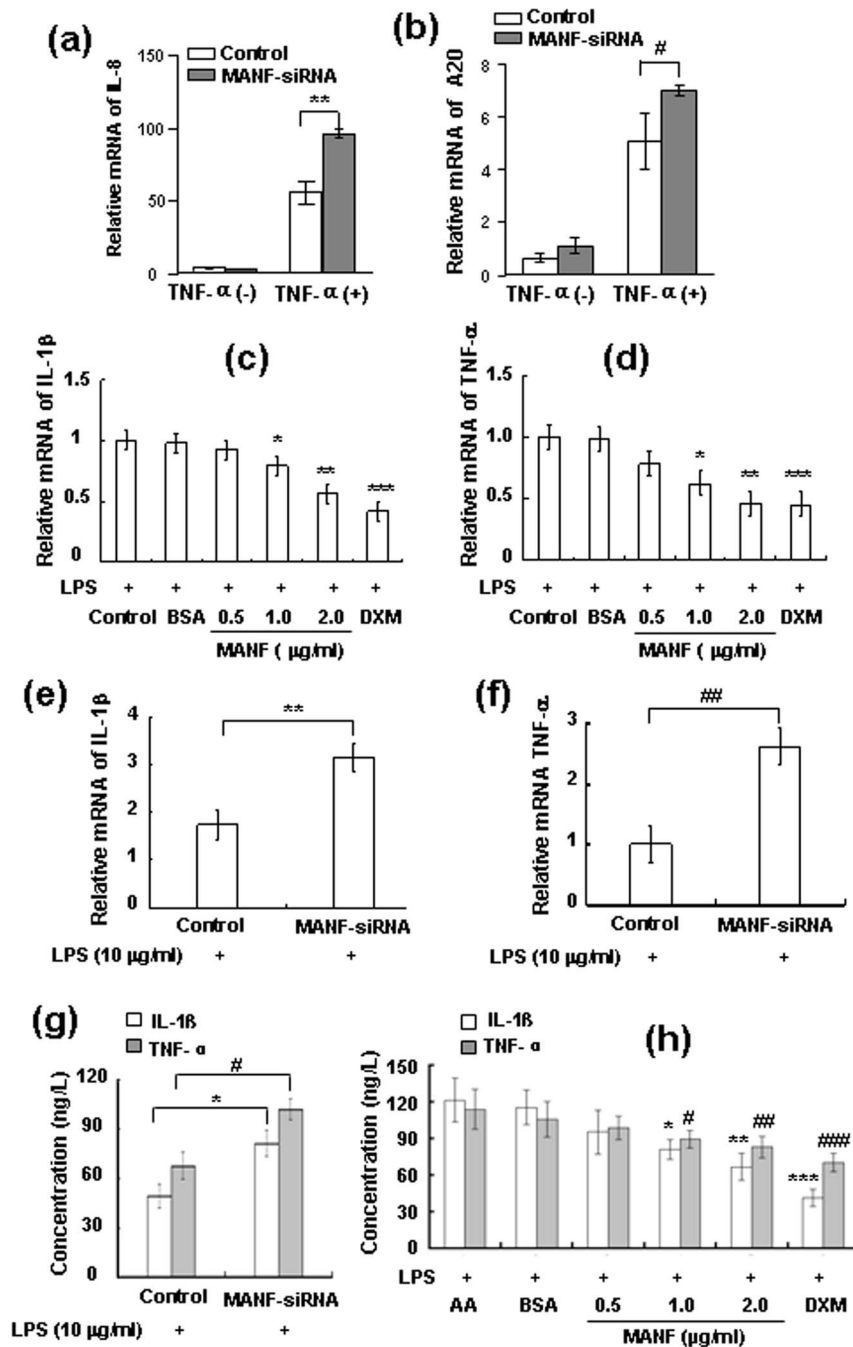 (a)
Control
MANF-siRNA
Relative mRNA of IL-8
150
100
50
0
**
TNF-α (-) TNF-α (+)
(b)
Control
MANF-siRNA
Relative mRNA of A20
8
6
4
2
0
#
TNF-α (-) TNF-α (+)
(c)
Relative mRNA of IL-1β
1.5
1
0.5
0
* ** ***
LPS + + + + + +
Control BSA 0.5 1.0 2.0 DXM
MANF ( μg/ml)
(d)
Relative mRNA of TNF-α.
1.5
1.0
0.5
0
* ** ***
LPS + + + + + +
Control BSA 0.5 1.0 2.0 DXM
MANF ( μg/ml)
(e)
Relative mRNA of IL-1β
4
3
2
1
0
**
Control MANF-siRNA
LPS (10 μg/ml) + +
(f)
Relative mRNA TNF-α.
3
2
1
0
##
Control MANF-siRNA
LPS (10 μg/ml) + +
(g)
IL-1ß
TNF- α
Concentration (ng/L)
120
90
60
30
0
#
*
Control MANF-siRNA
LPS (10 μg/ml) + +
(h)
IL-1ß
TNF- α
Concentration (ng/L)
150
120
90
60
30
0
* # ** ## *** ###
LPS + + + + + +
AA BSA 0.5 1.0 2.0 DXM
MANF (μg/ml)